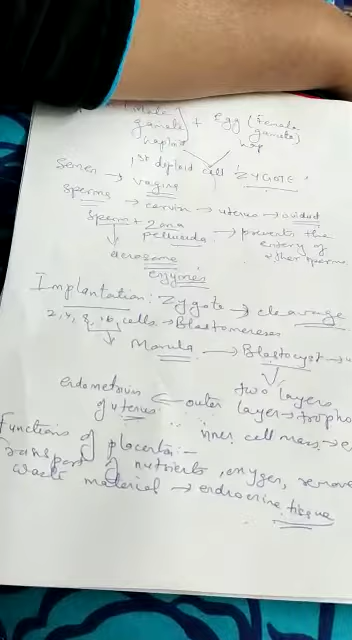 (Male gamete) + Egg (female gamete)
haploid hap
1st diploid cell ZYGOTE
Semen → vagina
Sperms → cervix → uterus → oviduct
Sperm + Zona pellucida → prevents the entry of other sperms
acrosome enzymes
Implantation: Zygote → cleavage
2, 4, 8, 16, cells → Blastomereses
Morula → Blastocyst →
two layers
endometrium of uterus ← outer layer → tropho
inner cell mass → e
Functions of placenta:-
Transport of nutrients, oxygen, remove
waste material → endrocrine tissue